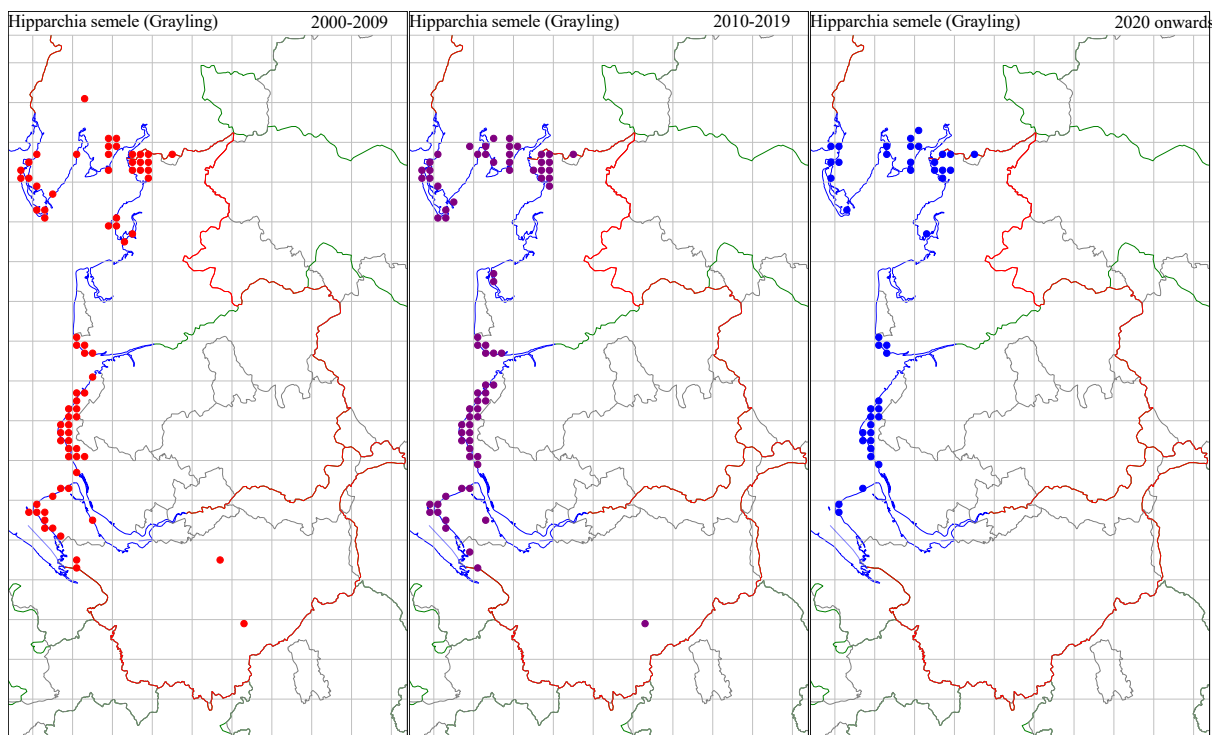 Hipparchia semele (Grayling) 2000-2009
Hipparchia semele (Grayling) 2010-2019
Hipparchia semele (Grayling) 2020 onwards